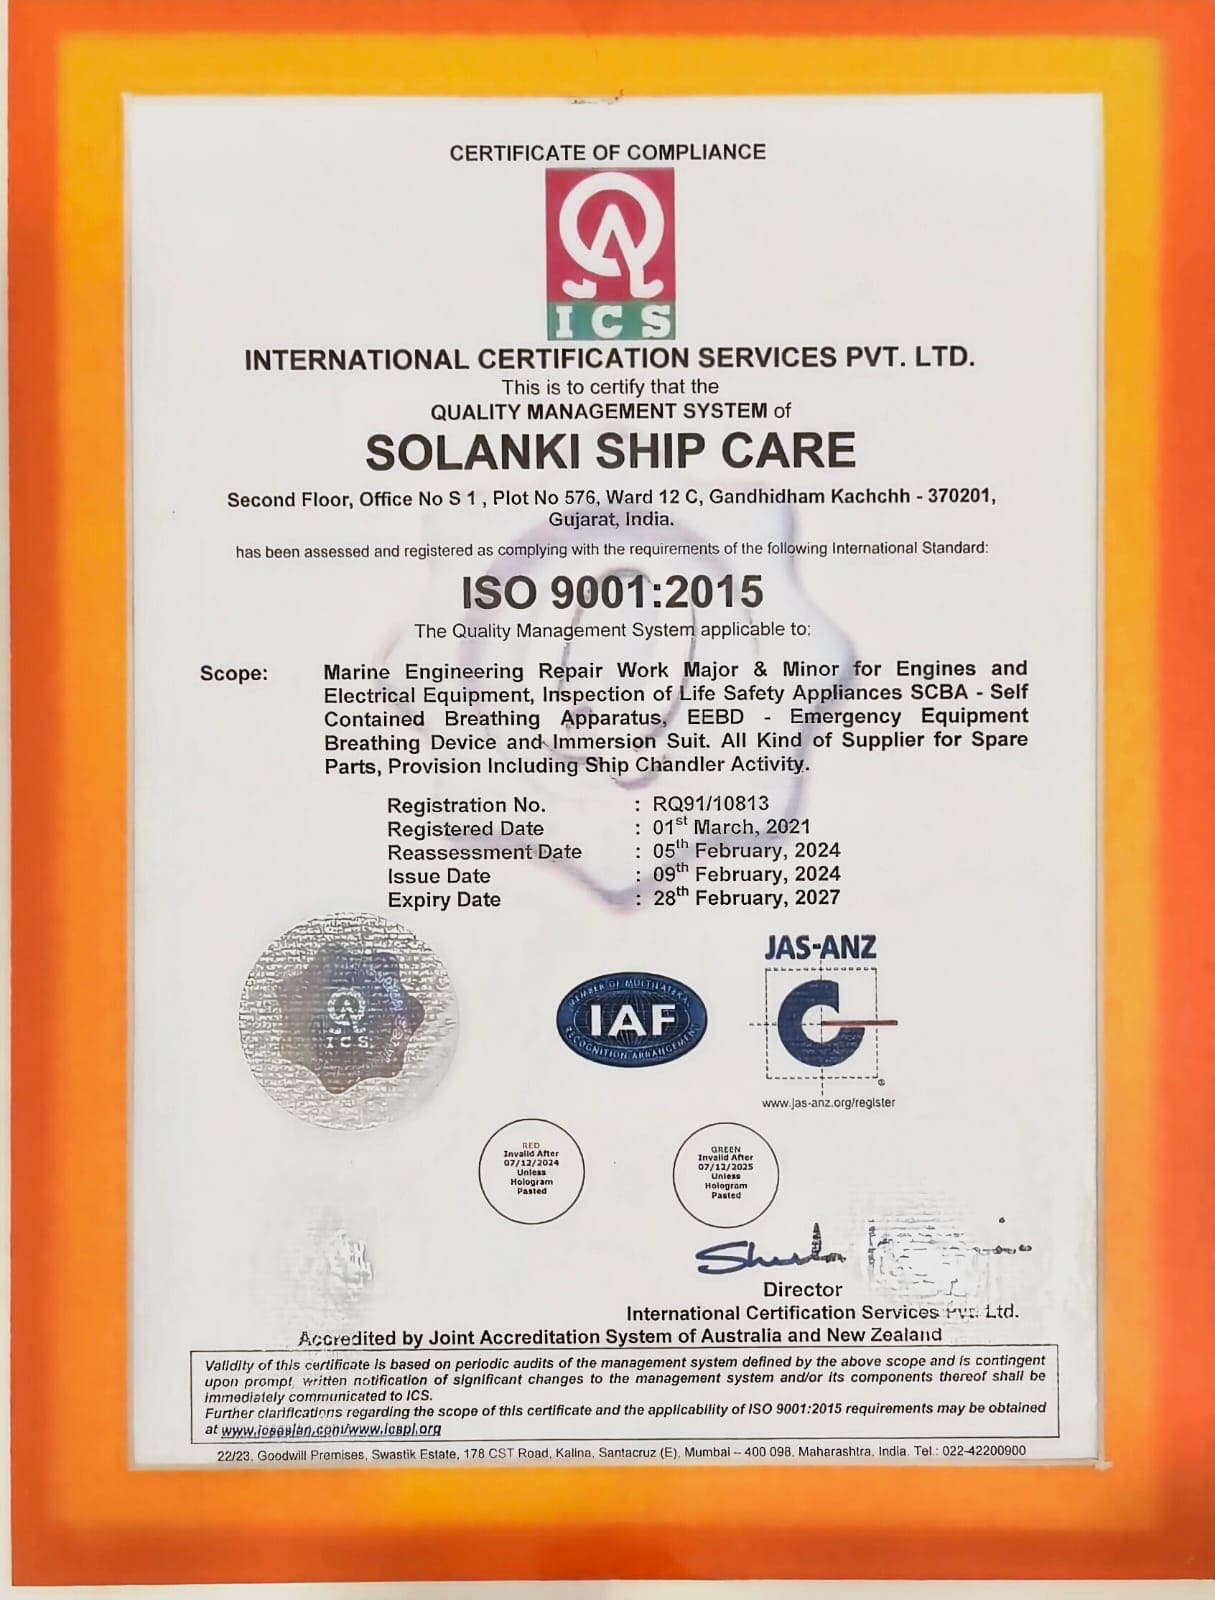 CERTIFICATE OF COMPLIANCE
ICS
INTERNATIONAL CERTIFICATION SERVICES PVT. LTD.
This is to certify that the
QUALITY MANAGEMENT SYSTEM of
SOLANKI SHIP CARE
Second Floor, Office No S 1 , Plot No 576, Ward 12 C, Gandhidham Kachchh - 370201,
Gujarat, India.
has been assessed and registered as complying with the requirements of the following International Standard:
ISO 9001:2015
The Quality Management System applicable to:
Scope: Marine Engineering Repair Work Major & Minor for Engines and
Electrical Equipment, Inspection of Life Safety Appliances SCBA - Self
Contained Breathing Apparatus, EEBD - Emergency Equipment
Breathing Device and Immersion Suit. All Kind of Supplier for Spare
Parts, Provision Including Ship Chandler Activity.
Registration No. : RQ91/10813
Registered Date : 01st March, 2021
Reassessment Date : 05th February, 2024
Issue Date : 09th February, 2024
Expiry Date : 28th February, 2027
ICS
MEMBER OF MULTILATERAL
IAF
RECOGNITION ARRANGEMENT
JAS-ANZ
®
www.jas-anz.org/register
RED
Invalid After
07/12/2024
Unless
Hologram
Pasted
GREEN
Invalid After
07/12/2025
Unless
Hologram
Pasted
Director
International Certification Services Pvt. Ltd.
Accredited by Joint Accreditation System of Australia and New Zealand
Validity of this certificate is based on periodic audits of the management system defined by the above scope and is contingent
upon prompt, written notification of significant changes to the management system and/or its components thereof shall be
immediately communicated to ICS.
Further clarifications regarding the scope of this certificate and the applicability of ISO 9001:2015 requirements may be obtained
at www.icsasian.com/www.icspl.org
22/23, Goodwill Premises, Swastik Estate, 178 CST Road, Kalina, Santacruz (E), Mumbai – 400 098, Maharashtra, India. Tel.: 022-42200900